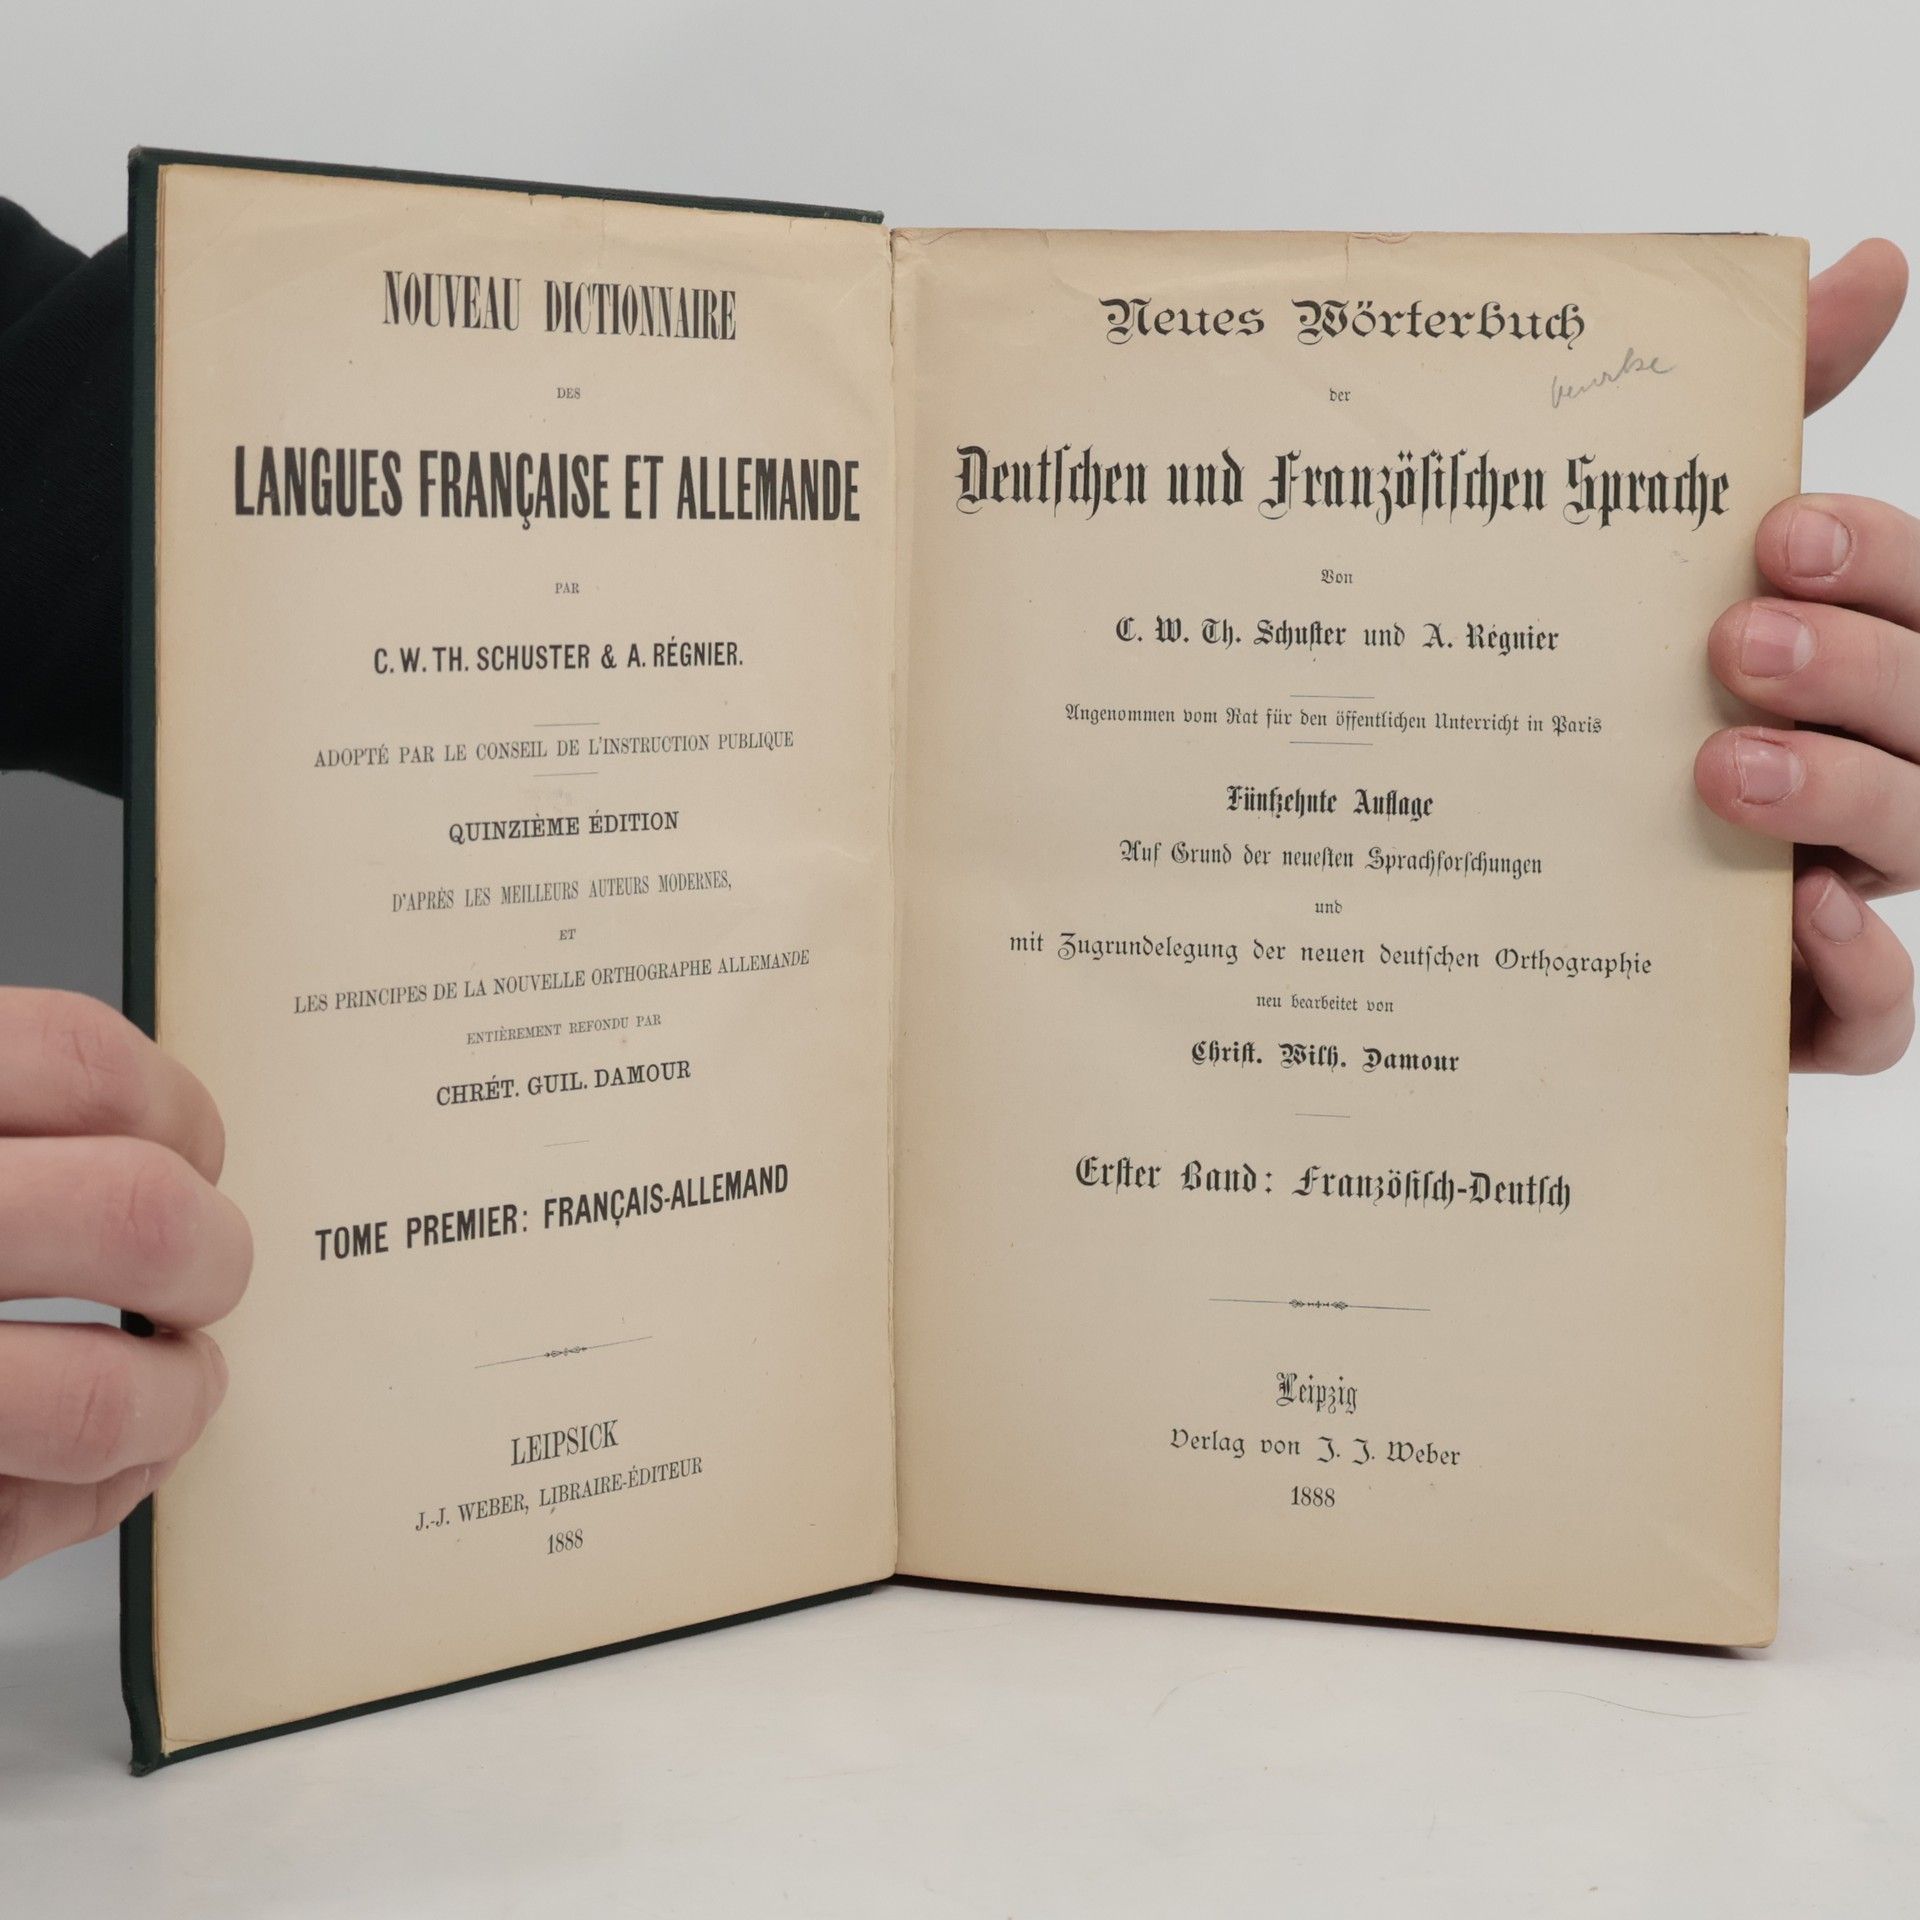 NOUVEAU DICTIONNAIRE
DES
LANGUES FRANÇAISE ET ALLEMANDE
PAR
C. W. TH. SCHUSTER & A. RÉGNIER.
ADOPTÉ PAR LE CONSEIL DE L'INSTRUCTION PUBLIQUE
QUINZIÈME ÉDITION
D'APRÈS LES MEILLEURS AUTEURS MODERNES,
ET
LES PRINCIPES DE LA NOUVELLE ORTHOGRAPHE ALLEMANDE
ENTIÈREMENT REFONDU PAR
CHRÉT. GUIL. DAMOUR
TOME PREMIER: FRANÇAIS-ALLEMAND
LEIPSICK
J.-J. WEBER, LIBRAIRE-ÉDITEUR
1888
Neues Wörterbuch
der
Deutschen und Französischen Sprache
Von
C. W. Th. Schuster und A. Régnier
Angenommen vom Rat für den öffentlichen Unterricht in Paris
Fünfzehnte Auflage
Auf Grund der neuesten Sprachforschungen
und
mit Zugrundelegung der neuen deutschen Orthographie
neu bearbeitet von
Christ. Wilh. Damour
Erster Band: Französisch-Deutsch
Leipzig
Verlag von J. J. Weber
1888